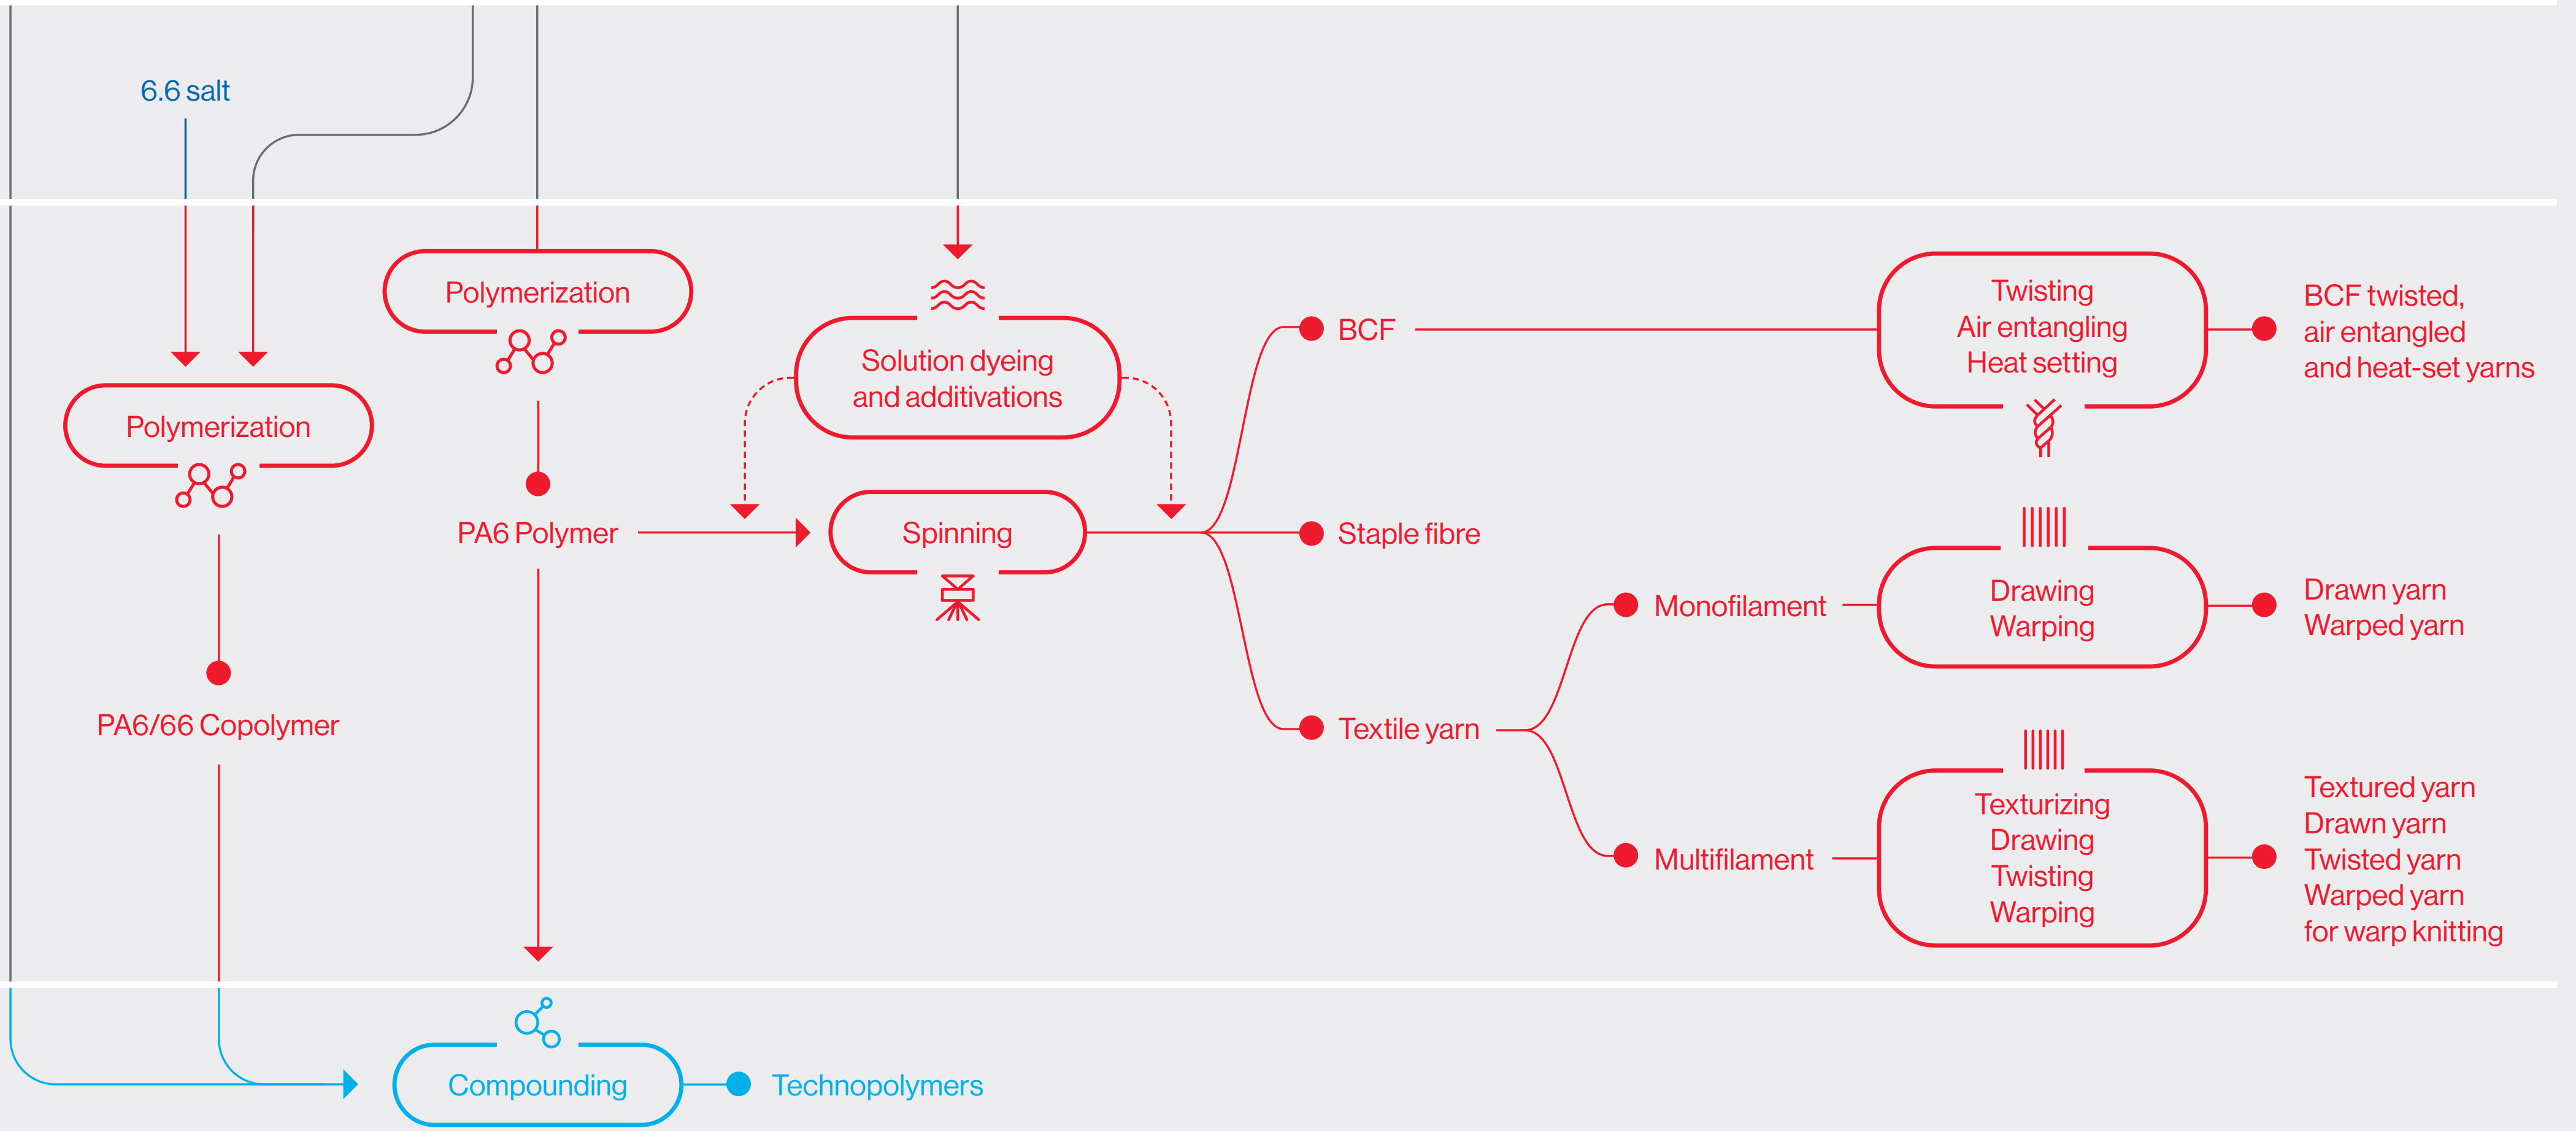 6.6 salt
Polymerization
Polymerization
PA6/66 Copolymer
PA6 Polymer
Solution dyeing
and additivations
Spinning
BCF
Staple fibre
Textile yarn
Monofilament
Multifilament
Twisting
Air entangling
Heat setting
BCF twisted,
air entangled
and heat-set yarns
Drawing
Warping
Drawn yarn
Warped yarn
Texturizing
Drawing
Twisting
Warping
Textured yarn
Drawn yarn
Twisted yarn
Warped yarn
for warp knitting
Compounding
Technopolymers